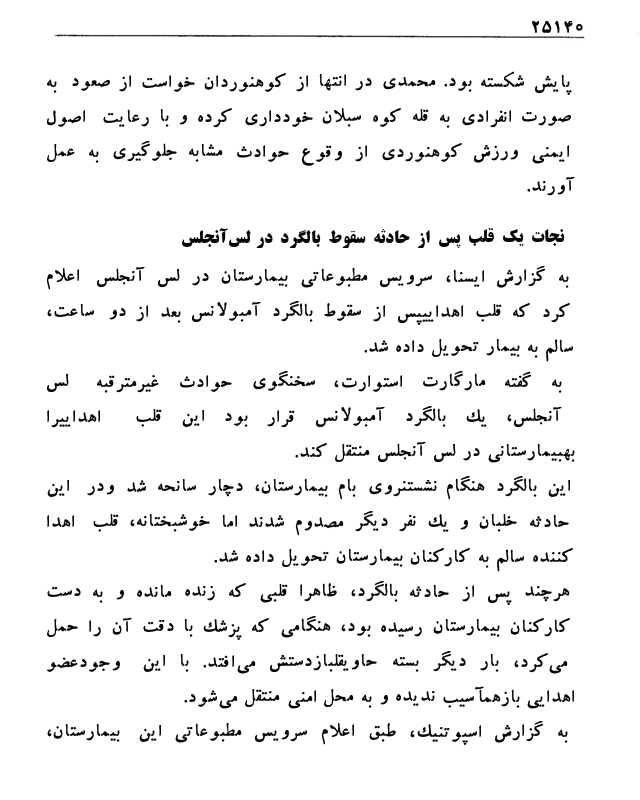 ۲۵۱۴۰
پایش شکسته بود. محمدی در انتها از کوهنوردان خواست از صعود به
صورت انفرادی به قله کوه سبلان خودداری کرده و با رعایت اصول
ایمنی ورزش کوهنوردی از وقوع حوادث مشابه جلوگیری به عمل
آورند.
نجات یک قلب پس از حادثه سقوط بالگرد در لس‌آنجلس
به گزارش ایسنا، سرویس مطبوعاتی بیمارستان در لس آنجلس اعلام
کرد که قلب اهداییپس از سقوط بالگرد آمبولانس بعد از دو ساعت،
سالم به بیمار تحویل داده شد.
به گفته مارگارت استوارت، سخنگوی حوادث غیرمترقبه لس
آنجلس، یك بالگرد آمبولانس قرار بود این قلب اهداییرا
بهبیمارستانی در لس آنجلس منتقل کند.
این بالگرد هنگام نشستنروی بام بیمارستان، دچار سانحه شد ودر این
حادثه خلبان و یك نفر دیگر مصدوم شدند اما خوشبختانه، قلب اهدا
کننده سالم به کارکنان بیمارستان تحویل داده شد.
هرچند پس از حادثه بالگرد، ظاهرا قلبی که زنده مانده و به دست
کارکنان بیمارستان رسیده بود، هنگامی که پزشك با دقت آن را حمل
می‌کرد، بار دیگر بسته حاویقلبازدستش می‌افتد. با این وجودعضو
اهدایی بازهمآسیب ندیده و به محل امنی منتقل می‌شود.
به گزارش اسپوتنیك، طبق اعلام سرویس مطبوعاتی این بیمارستان،